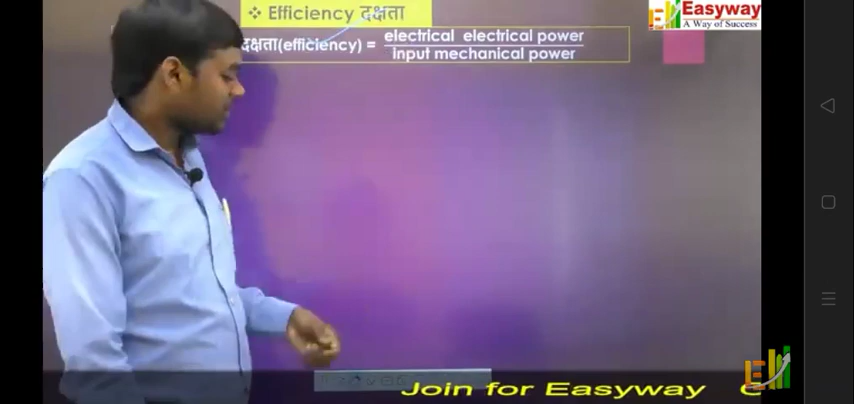 ❖ Efficiency दक्षता
दक्षता(efficiency) = electrical electrical power
input mechanical power
Easyway
A Way of Success
Join for Easyway